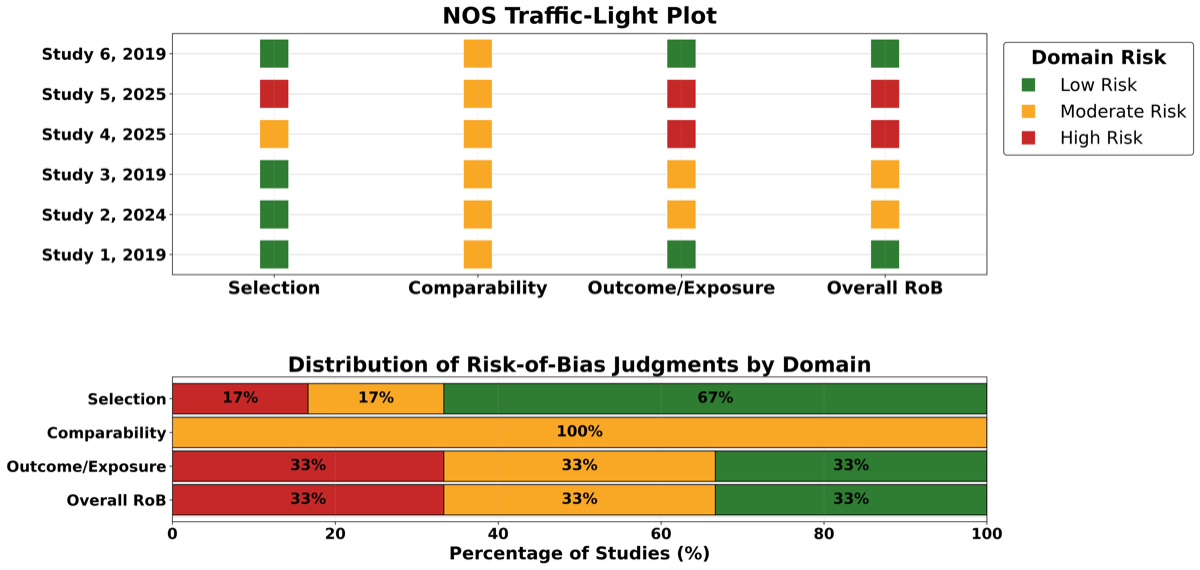 NOS Traffic-Light Plot
Study 6, 2019
Study 5, 2025
Study 4, 2025
Study 3, 2019
Study 2, 2024
Study 1, 2019
Selection Comparability Outcome/Exposure Overall RoB
Domain Risk
Low Risk
Moderate Risk
High Risk
Distribution of Risk-of-Bias Judgments by Domain
Selection 17% 17% 67%
Comparability 100%
Outcome/Exposure 33% 33% 33%
Overall RoB 33% 33% 33%
0 20 40 60 80 100
Percentage of Studies (%)